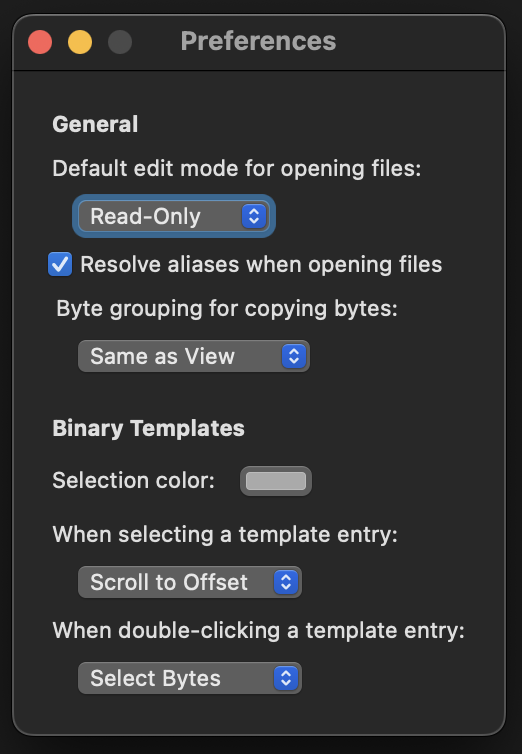 Preferences
General
Default edit mode for opening files:
Read-Only
Resolve aliases when opening files
Byte grouping for copying bytes:
Same as View
Binary Templates
Selection color:
When selecting a template entry:
Scroll to Offset
When double-clicking a template entry:
Select Bytes